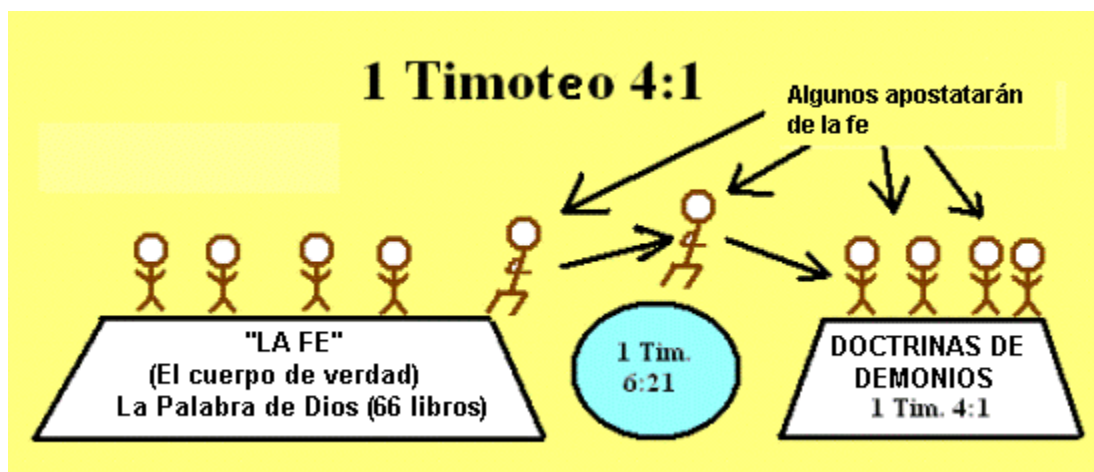 1 Timoteo 4:1
Algunos apostatarán
de la fe
"LA FE"
(El cuerpo de verdad)
La Palabra de Dios (66 libros)
1 Tim.
6:21
DOCTRINAS DE
DEMONIOS
1 Tim. 4:1